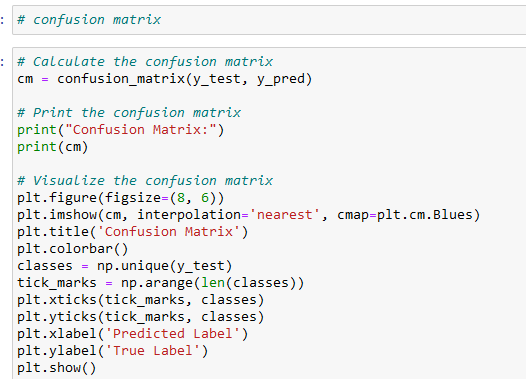 # confusion matrix
# Calculate the confusion matrix
cm = confusion_matrix(y_test, y_pred)
# Print the confusion matrix
print("Confusion Matrix:")
print(cm)
# Visualize the confusion matrix
plt.figure(figsize=(8, 6))
plt.imshow(cm, interpolation='nearest', cmap=plt.cm.Blues)
plt.title('Confusion Matrix')
plt.colorbar()
classes = np.unique(y_test)
tick_marks = np.arange(len(classes))
plt.xticks(tick_marks, classes)
plt.yticks(tick_marks, classes)
plt.xlabel('Predicted Label')
plt.ylabel('True Label')
plt.show()